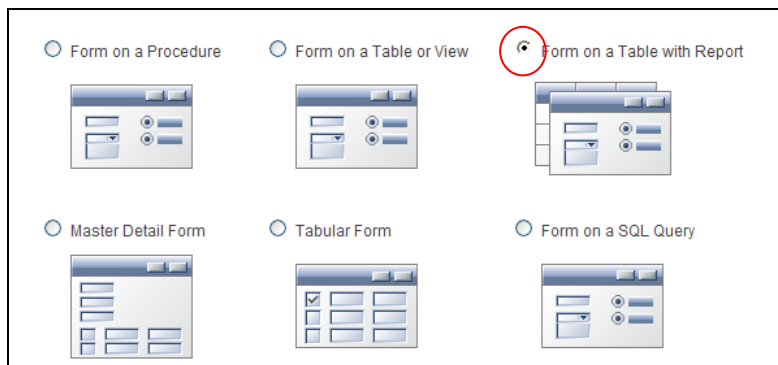 Form on a Procedure
Form on a Table or View
Form on a Table with Report
Master Detail Form
Tabular Form
Form on a SQL Query